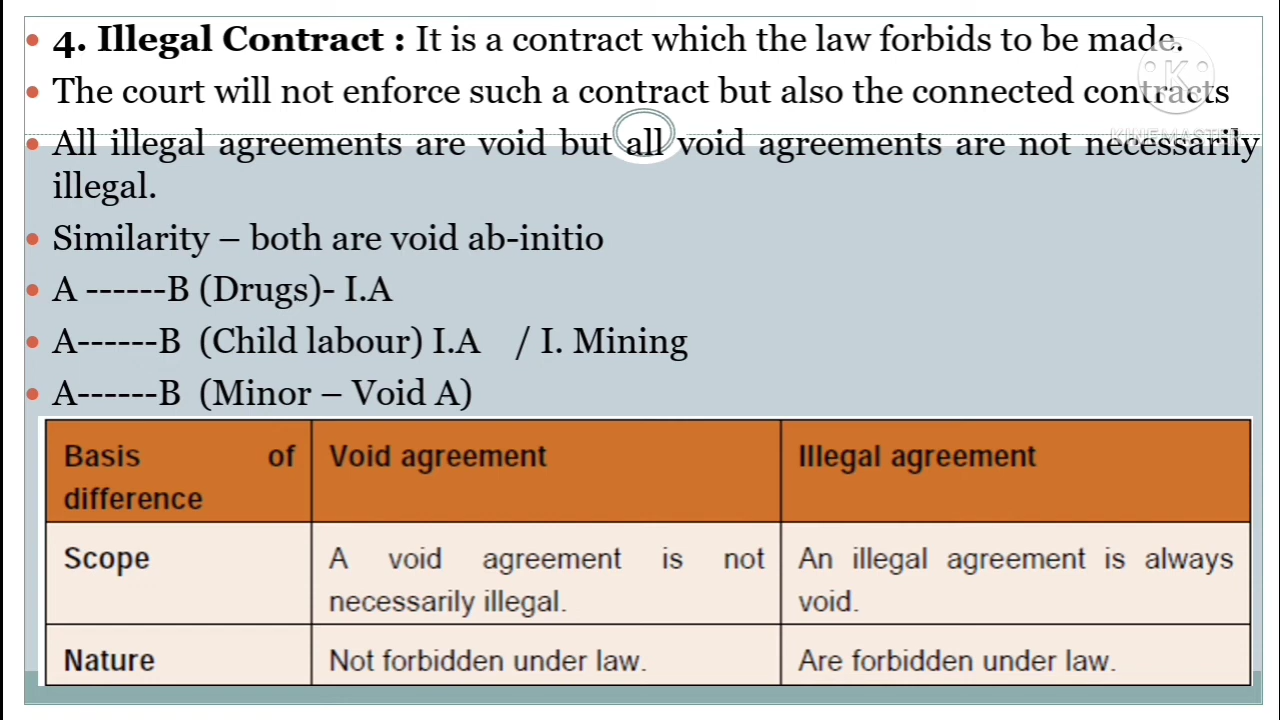 4. Illegal Contract : It is a contract which the law forbids to be made.
The court will not enforce such a contract but also the connected contracts
All illegal agreements are void but all void agreements are not necessarily
illegal.
Similarity – both are void ab-initio
A ------B (Drugs)- I.A
A------B (Child labour) I.A / I. Mining
A------B (Minor – Void A)
Basis of
difference
Void agreement
Illegal agreement
Scope
A void agreement is not
necessarily illegal.
An illegal agreement is always
void.
Nature
Not forbidden under law.
Are forbidden under law.
K
KINEMASTER